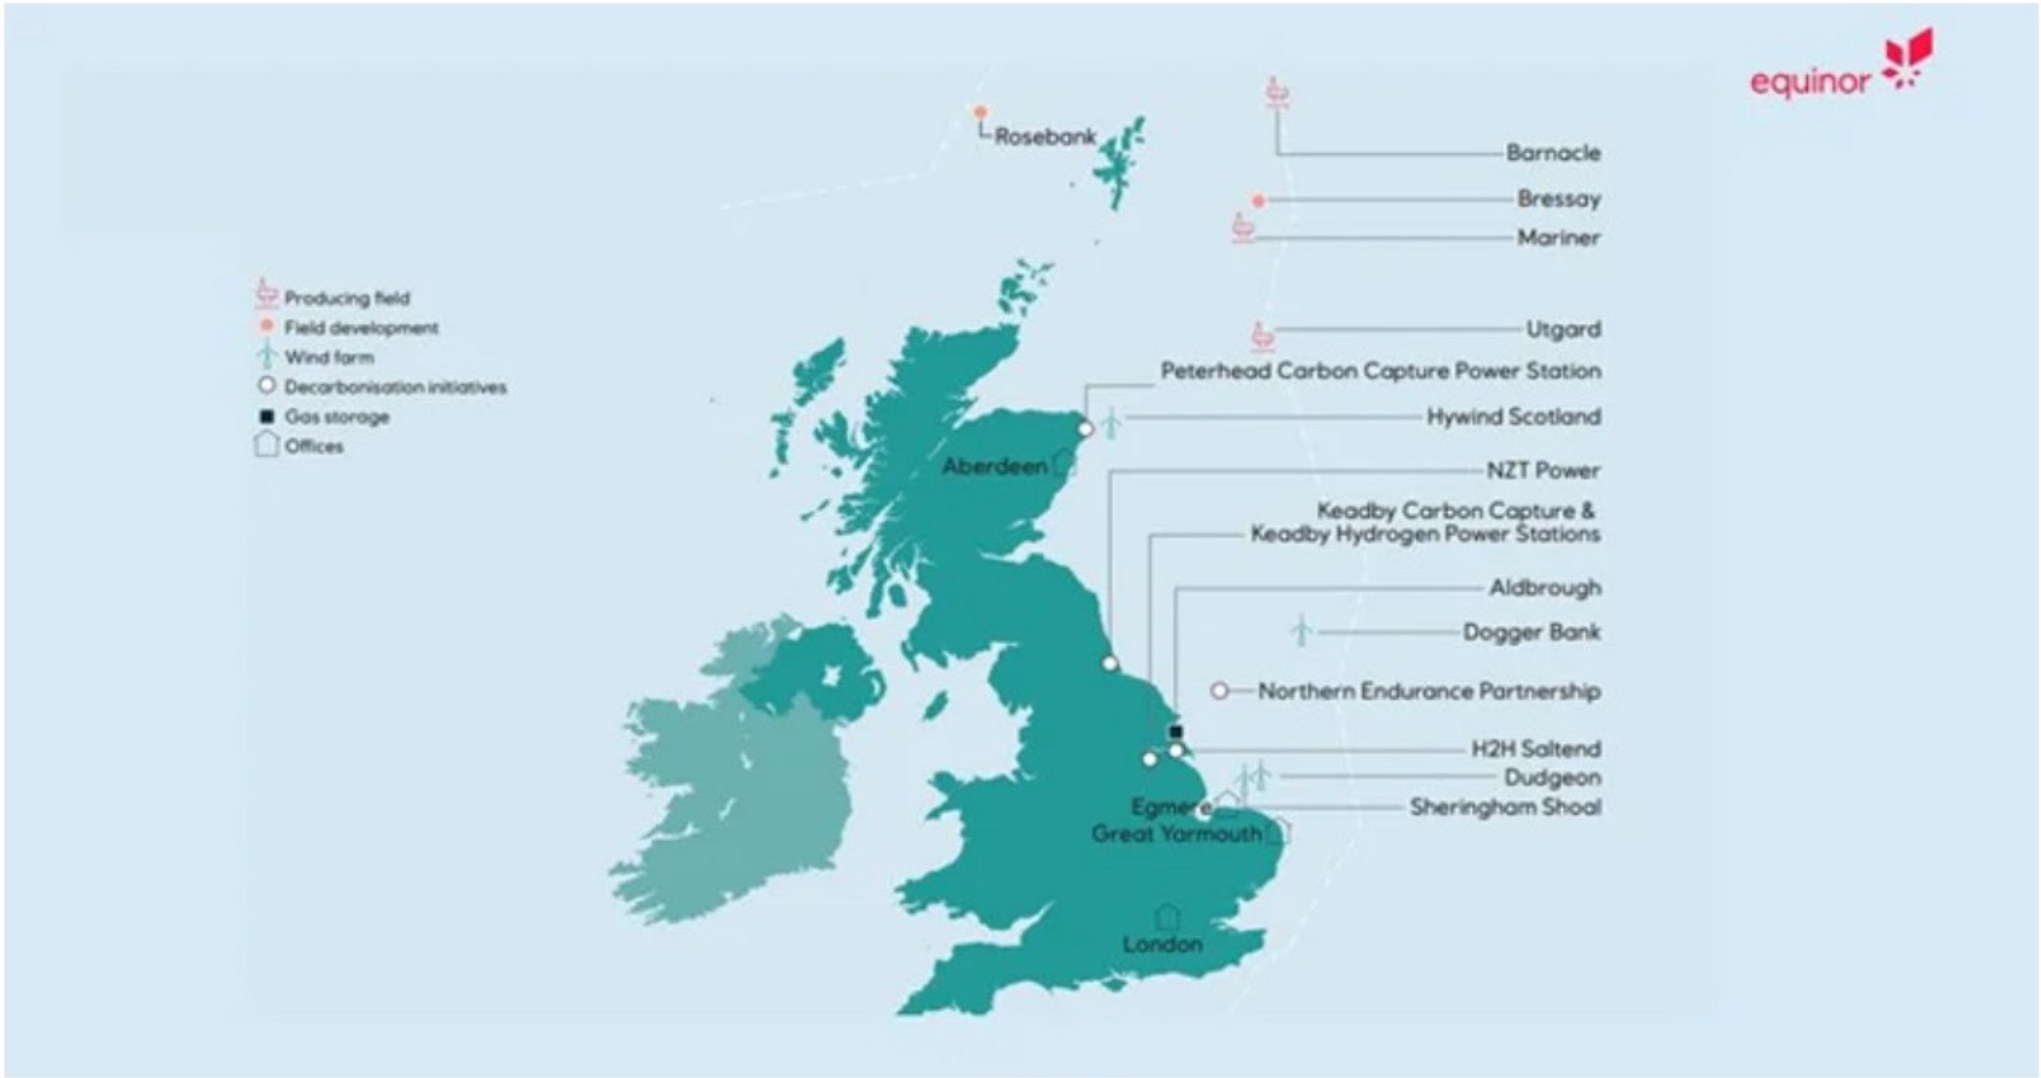 equinor
Rosebank
Barnacle
Bressay
Mariner
Producing field
Field development
Wind farm
Decarbonisation initiatives
Gas storage
Offices
Utgard
Peterhead Carbon Capture Power Station
Hywind Scotland
Aberdeen
NZT Power
Keadby Carbon Capture &
Keadby Hydrogen Power Stations
Aldbrough
Dogger Bank
Northern Endurance Partnership
H2H Saltend
Dudgeon
Egmere
Sheringham Shoal
Great Yarmouth
London